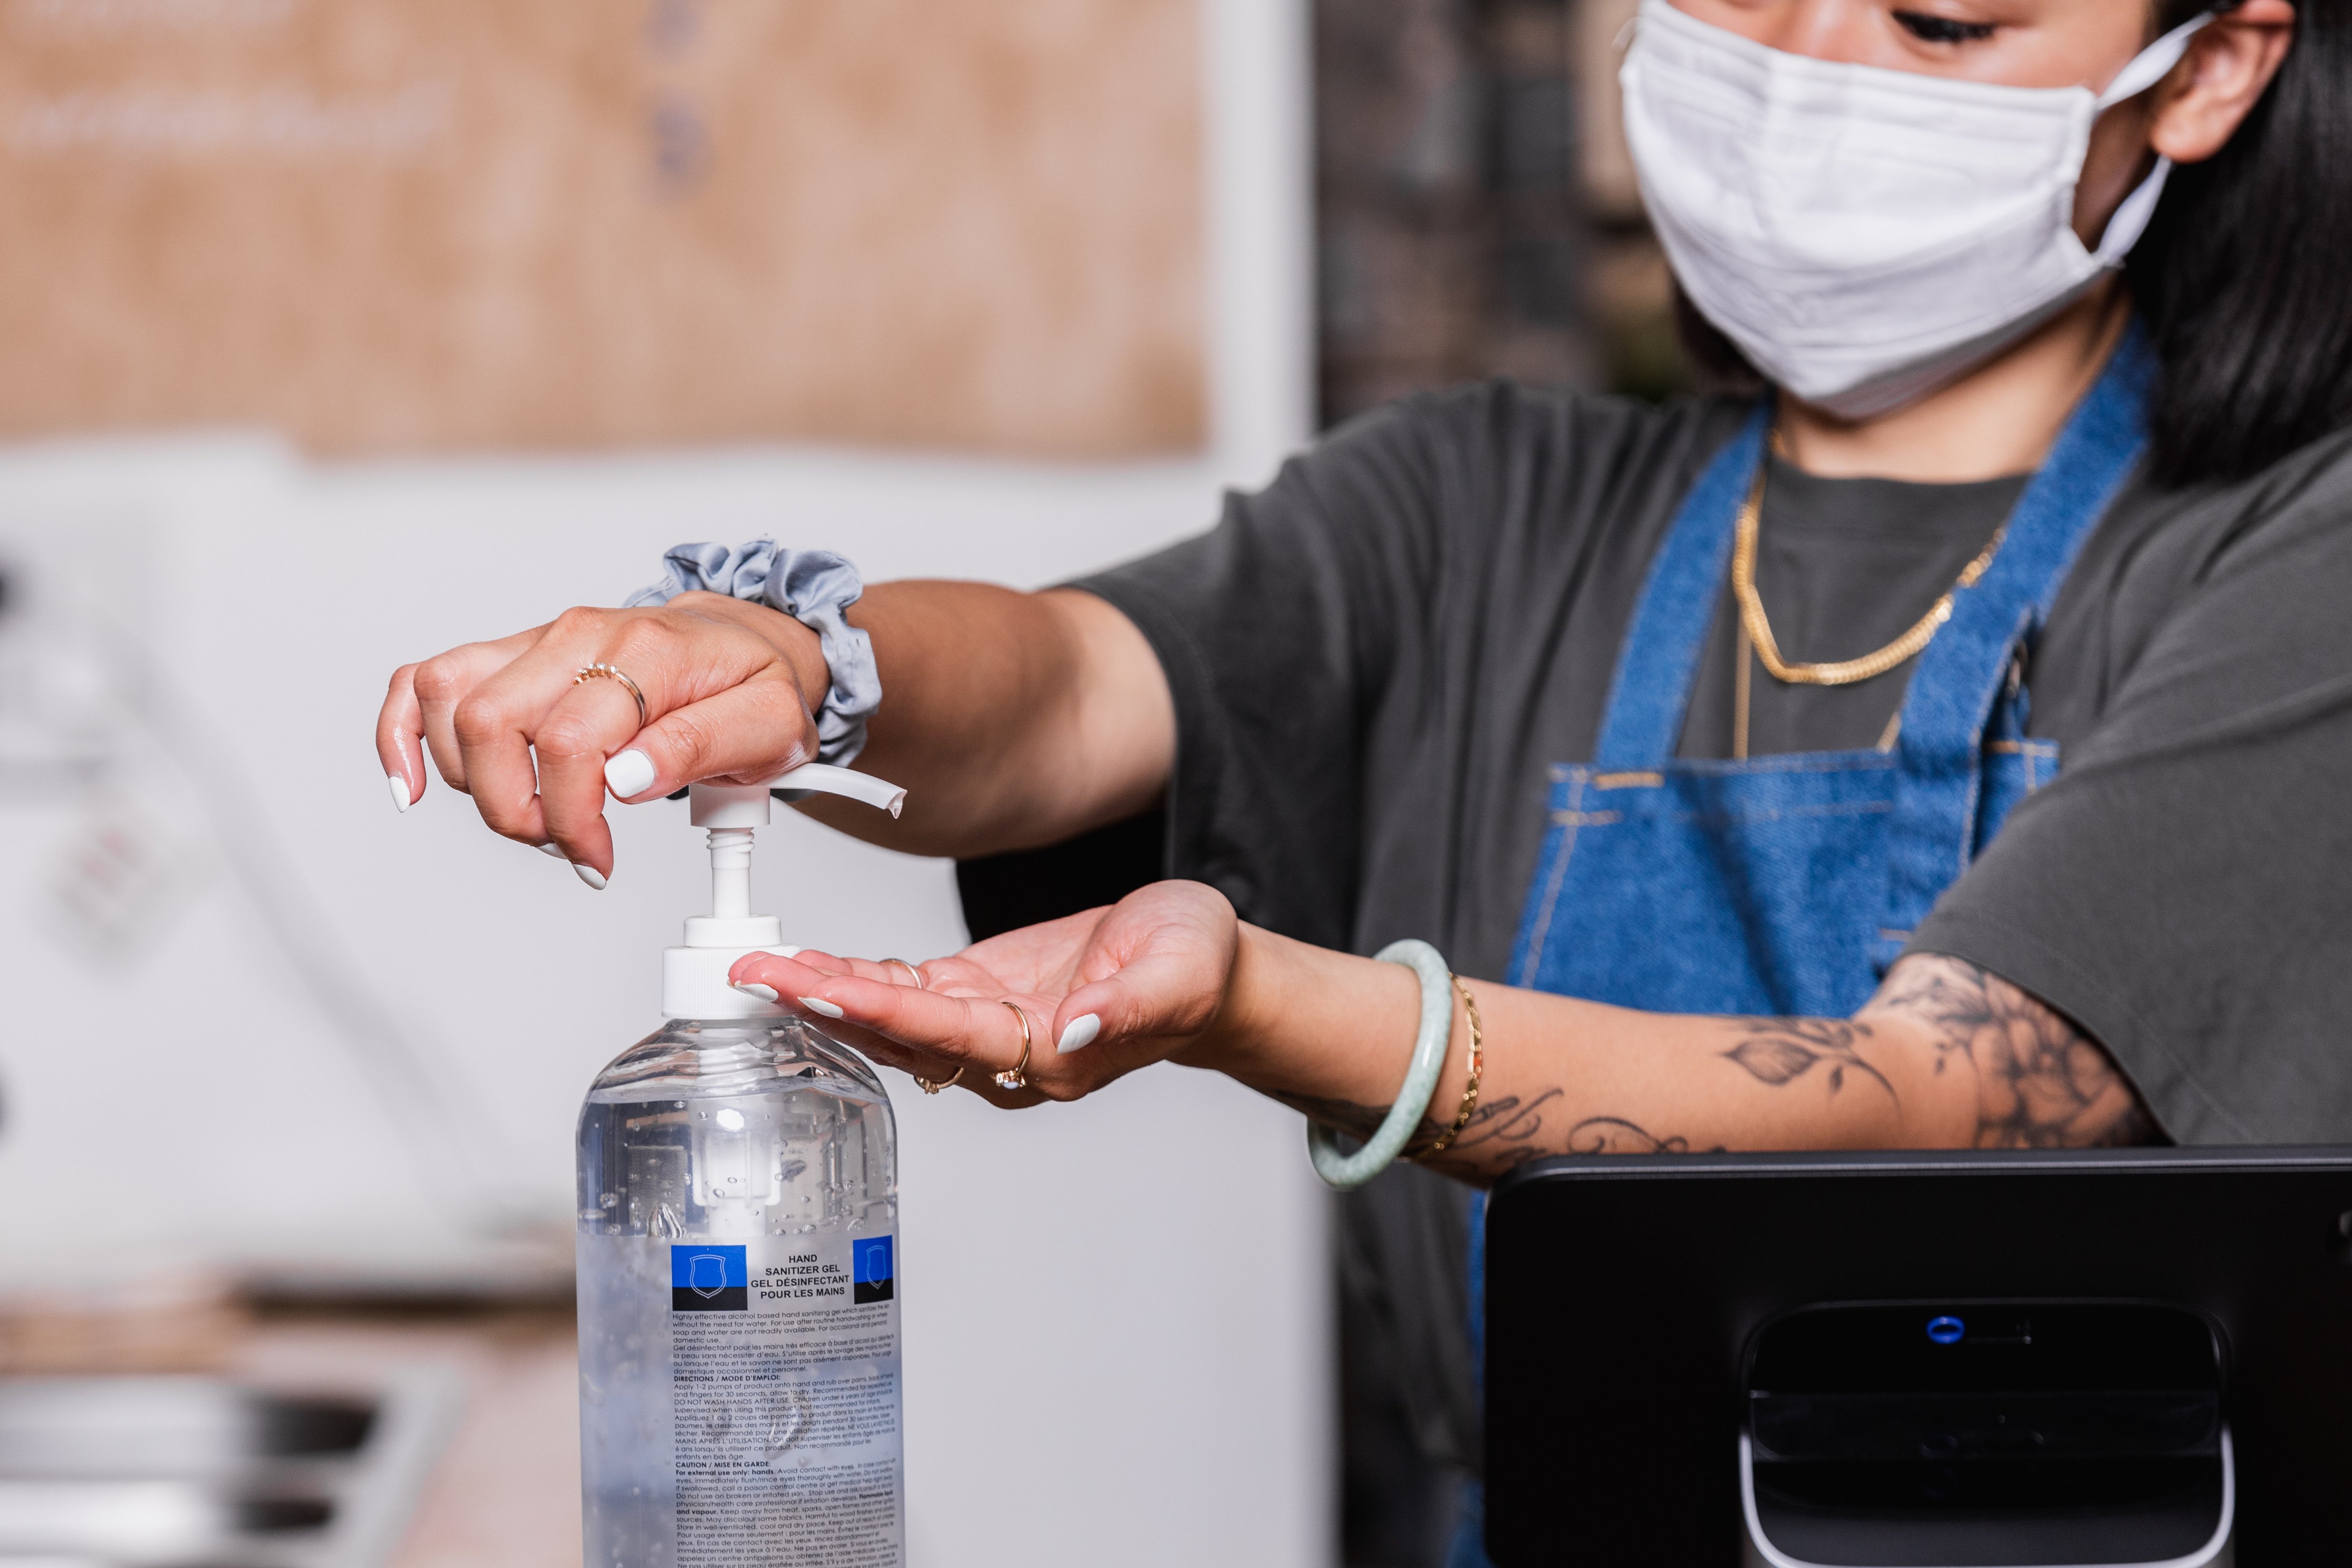 HAND
SANITIZER GEL
GEL DÉSINFECTANT
POUR LES MAINS
Highly effective alcohol based hand sanitizing gel which sanitizes the skin
without the need for water. For use after routine handwashing or when
soap and water are not readily available. For occasional and personal
domestic use.
Gel désinfectant pour les mains très efficace à base d'alcool qui désinfecte
la peau sans nécessiter d'eau. S'utilise après le lavage des mains routine
ou lorsque l'eau et le savon ne sont pas aisément disponibles. Pour usage
domestique occasionnel et personnel.
DIRECTIONS / MODE D'EMPLOI:
Apply 1-2 pumps of product onto hand and rub over palms, back of hand
and fingers for 30 seconds, allow to dry. Recommended for repeated use.
DO NOT WASH HANDS AFTER USE. Children under 6 years of age should be
supervised when using this product. Not recommended for infants.
Appliquez 1 ou 2 coups de pompe du produit dans la main et frottez les
paumes, le dessous des mains et les doigts pendant 30 secondes, laisser
sécher. Recommandé pour une utilisation répétée. NE VOUS LAVEZ PAS LES
MAINS APRÈS L'UTILISATION. On doit superviser les enfants âgés de moins de
6 ans lorsqu'ils utilisent ce produit. Non recommandé pour les
enfants en bas âge.
CAUTION / MISE EN GARDE:
For external use only: hands. Avoid contact with eyes. In case contact with
eyes, immediately flush/rince eyes thoroughly with water. Do not swallow.
If swallowed, call a poison control centre or get medical help right away.
Do not use on broken or irritated skin. Stop use and ask/consult a doctor/
physician/health care professional if irritation develops. Flammable liquid
and vapour. Keep away from heat, sparks, open flames and other ignition
sources. May discolour some fabrics. Harmful to wood finishes and plastics.
Store in well-ventilated, cool and dry place. Keep out of reach of children.
Pour usage externe seulement : pour les mains. Évitez le contact avec les
yeux. En cas de contact avec les yeux, rincez abondamment et
immédiatement les yeux à l'eau. Ne pas en avaler. Si vous en avalez,
appelez un centre antipoisons ou obtenez de l'aide médicale
Ne pas utiliser sur la peau éraflée ou irritée. S'il y a de l'irritation, cessez